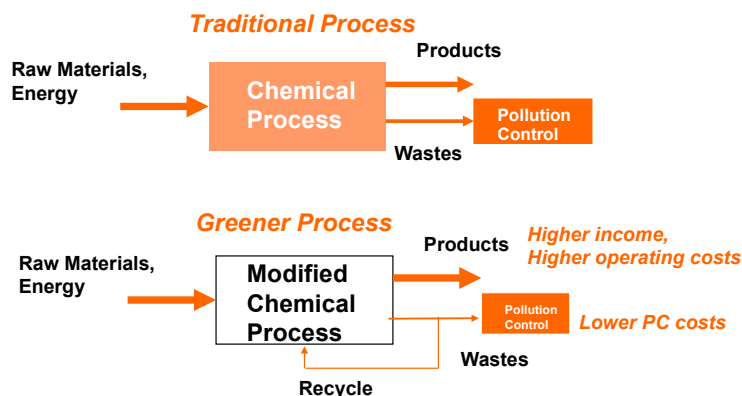 Traditional Process
Products
Raw Materials,
Energy
Chemical
Process
Pollution
Control
Wastes
Greener Process
Products
Higher income,
Higher operating costs
Raw Materials,
Energy
Modified
Chemical
Process
Pollution
Control
Lower PC costs
Wastes
Recycle